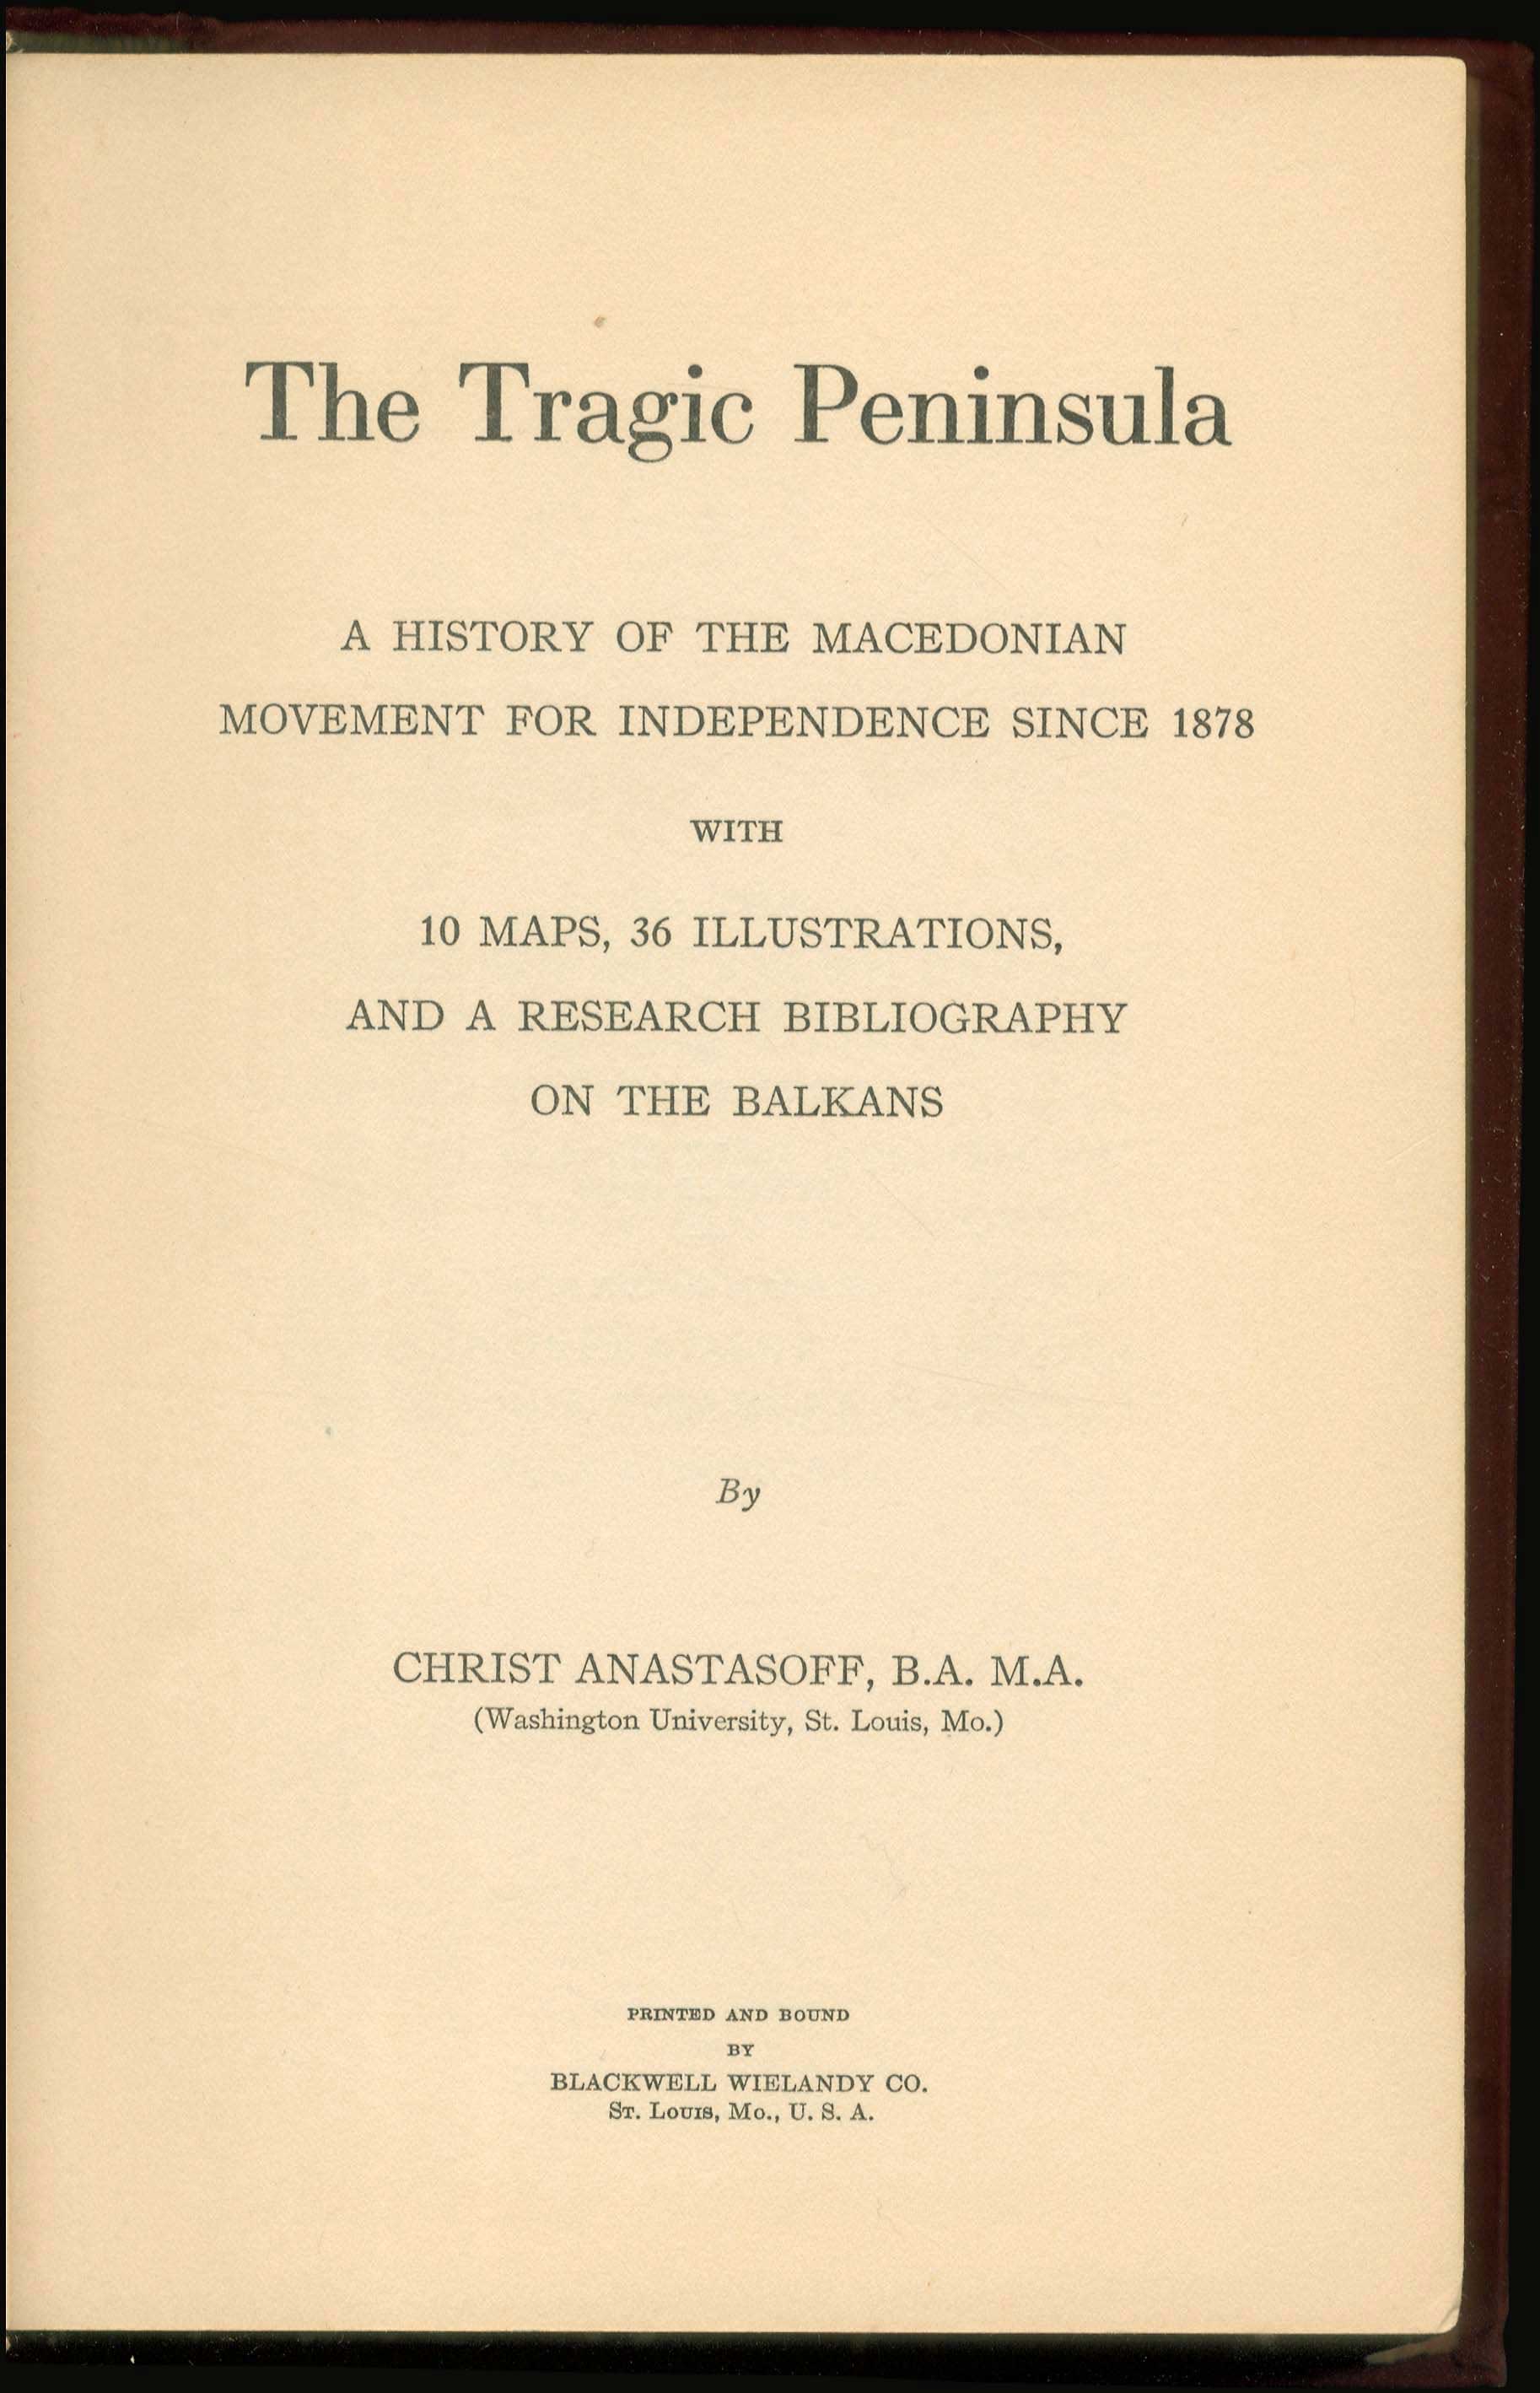 The Tragic Peninsula
A HISTORY OF THE MACEDONIAN
MOVEMENT FOR INDEPENDENCE SINCE 1878
WITH
10 MAPS, 36 ILLUSTRATIONS,
AND A RESEARCH BIBLIOGRAPHY
ON THE BALKANS
By
CHRIST ANASTASOFF, B.A. M.A.
(Washington University, St. Louis, Mo.)
PRINTED AND BOUND
BY
BLACKWELL WIELANDY CO.
St. Louis, Mo., U. S. A.